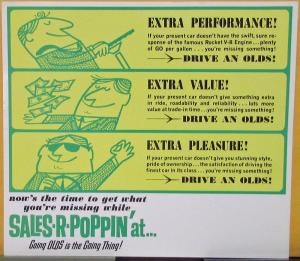 EXTRA PERFORMANCE!
If your present car doesn't have the swift, sure re-
sponse of the famous Rocket V-8 Engine...plenty
of GO per gallon ...you're missing something!
DRIVE AN OLDS!
EXTRA VALUE!
If your present car doesn't give something extra
in ride, roadability and reliability . . . lots more
value at trade-in time...you're missing something!
DRIVE AN OLDS!
EXTRA PLEASURE!
If your present car doesn't give you stunning style,
pride of ownership ... the satisfaction of driving the
finest car in its class... you're missing something!
DRIVE AN OLDS!
now's the time to get what
you're missing while
SALES-R-POPPIN' at...
Going OLDS is the Going Thing!